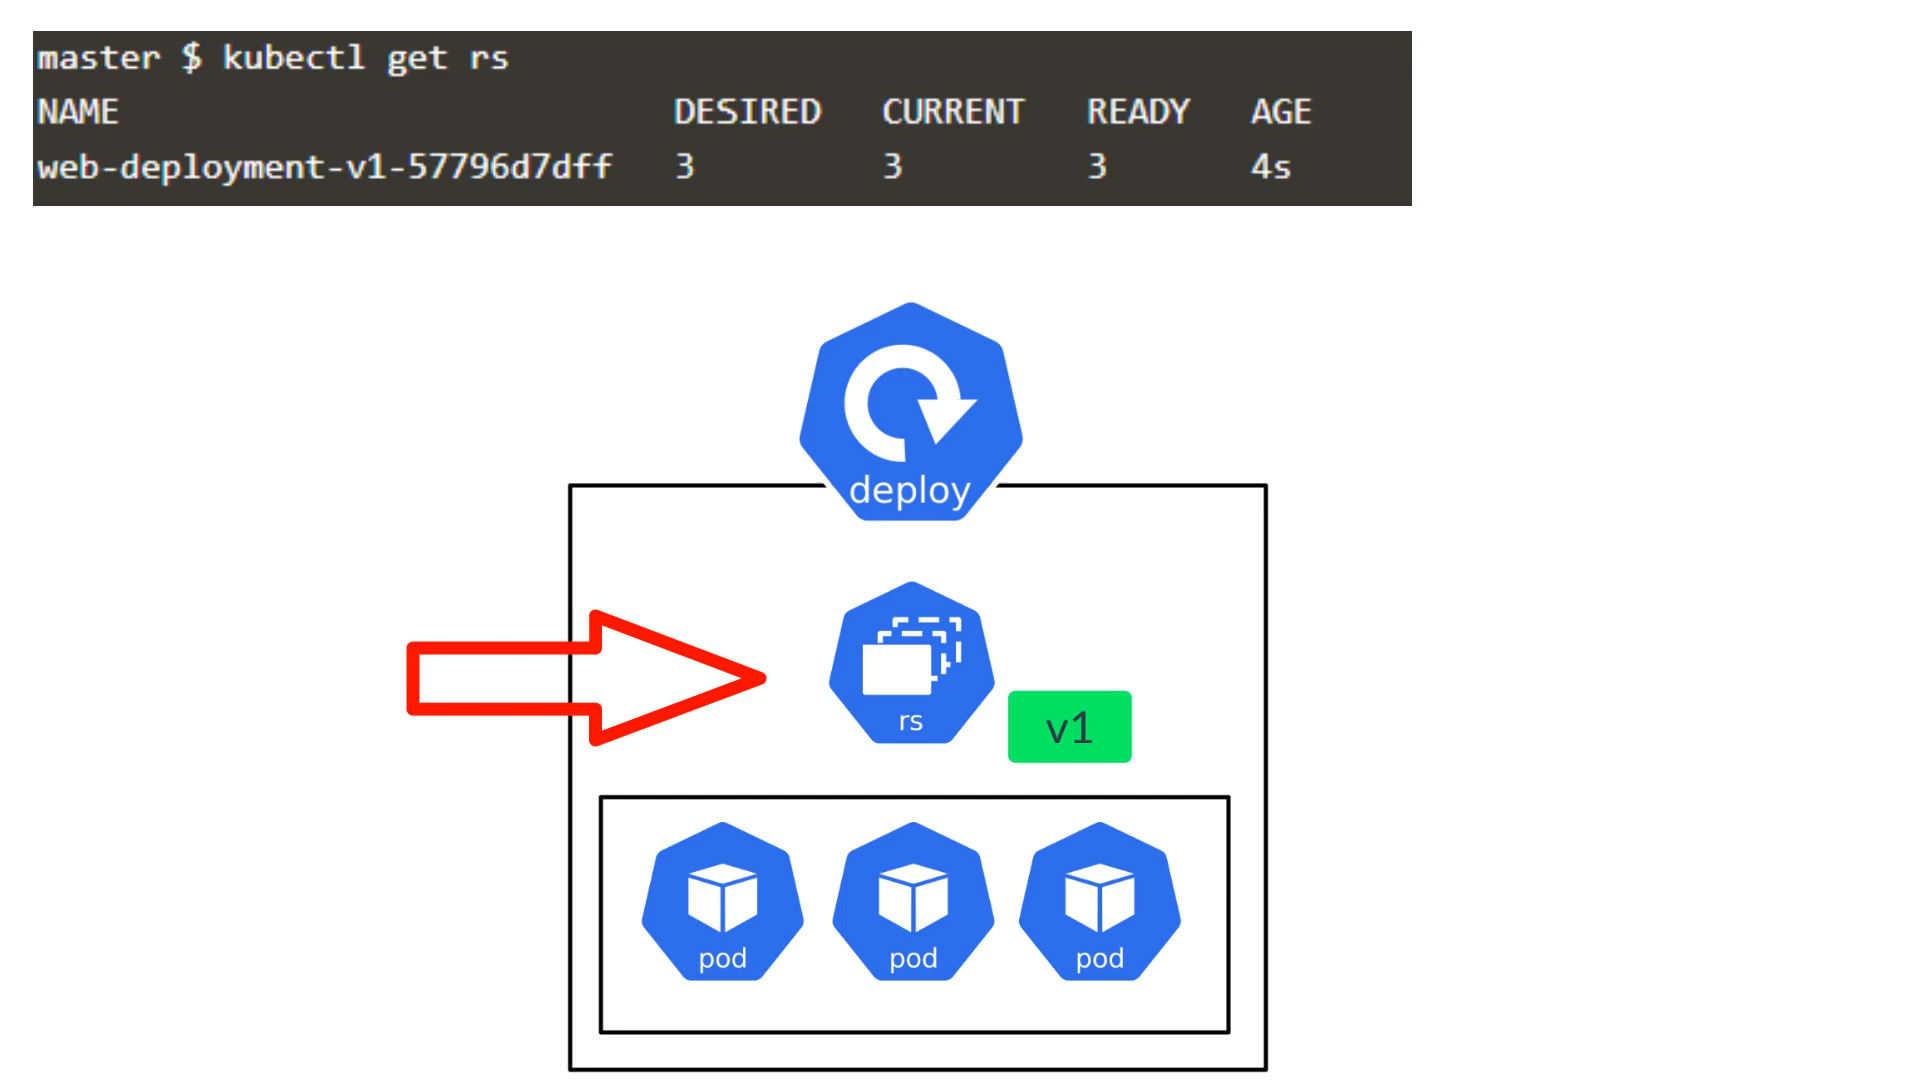 master $ kubectl get rs
NAME DESIRED CURRENT READY AGE
web-deployment-v1-57796d7dff 3 3 3 4s
deploy
rs
v1
pod pod pod